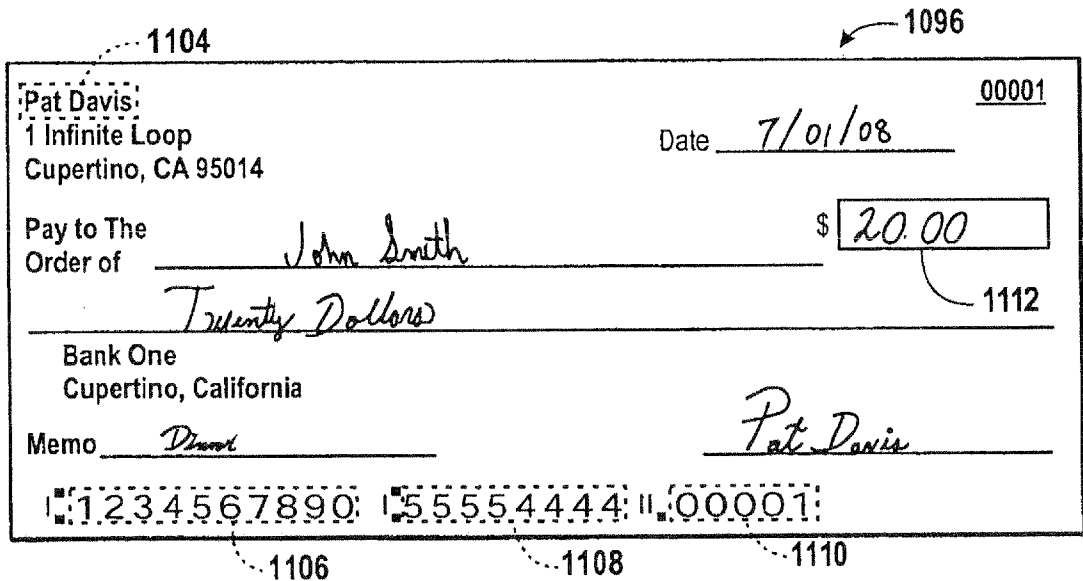 1104
1096
Pat Davis
00001
1 Infinite Loop
Date 7/01/08
Cupertino, CA 95014
Pay to The
Order of John Smith
$ 20.00
1112
Twenty Dollars
Bank One
Cupertino, California
Memo Dinner
Pat Davis
1234567890 55554444 00001
1106
1108
1110